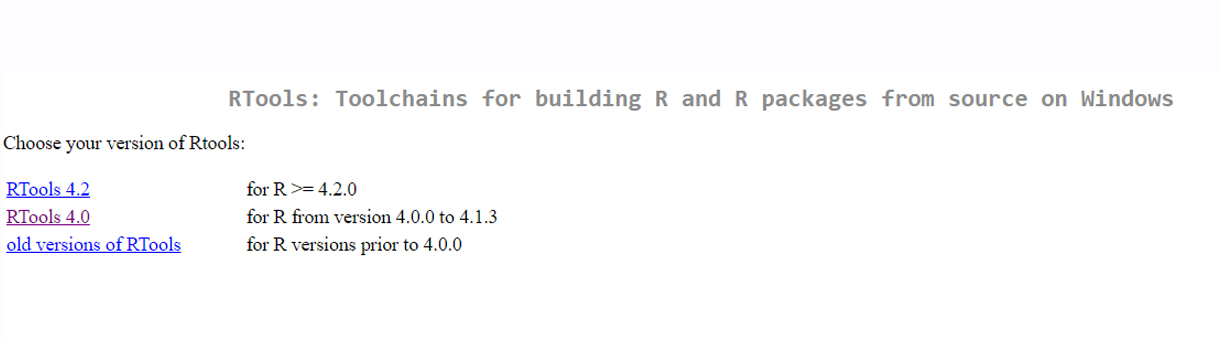 RTools: Toolchains for building R and R packages from source on Windows
Choose your version of Rtools:
RTools 4.2 for R >= 4.2.0
RTools 4.0 for R from version 4.0.0 to 4.1.3
old versions of RTools for R versions prior to 4.0.0